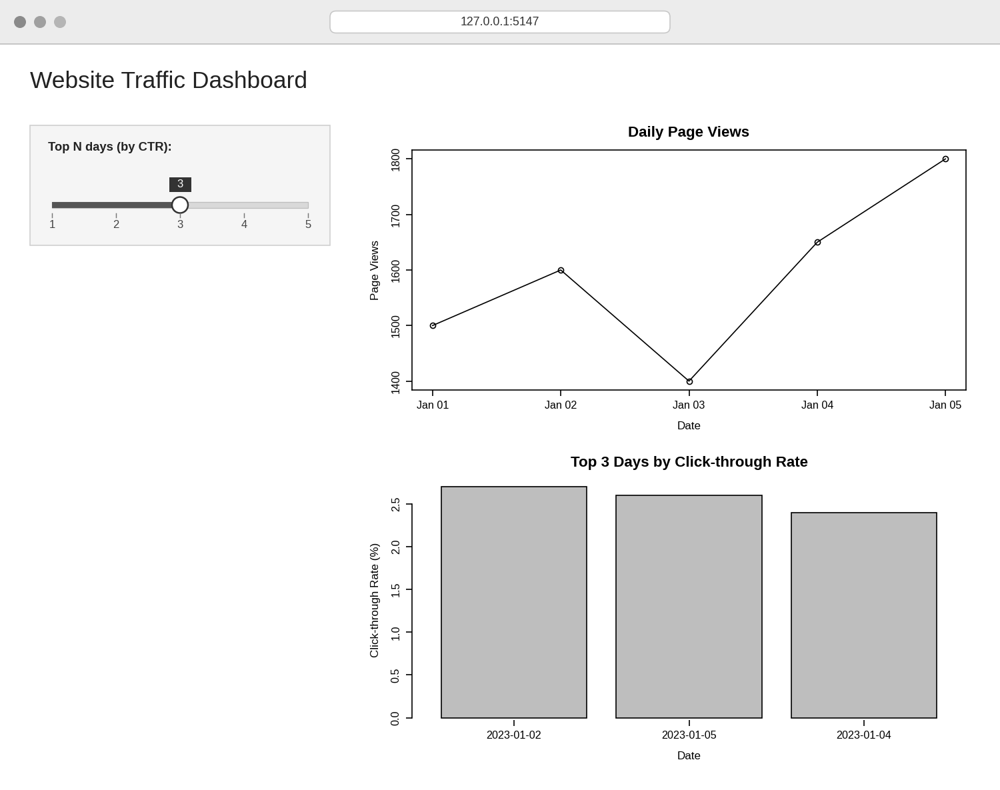 127.0.0.1:5147
Website Traffic Dashboard
Top N days (by CTR):
3
1 2 3 4 5
Daily Page Views
Page Views
1800
1700
1600
1500
1400
Jan 01 Jan 02 Jan 03 Jan 04 Jan 05
Date
Top 3 Days by Click-through Rate
Click-through Rate (%)
2.5
2.0
1.5
1.0
0.5
0.0
2023-01-02 2023-01-05 2023-01-04
Date